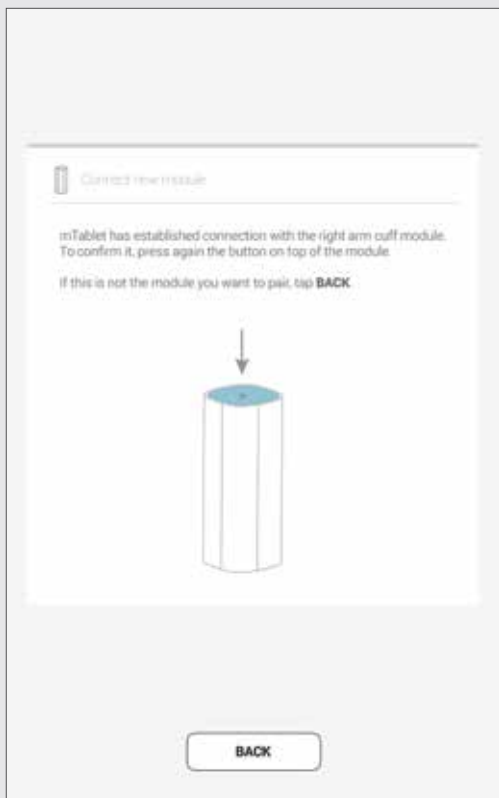 Connect new module
mTablet has established connection with the right arm cuff module.
To confirm it, press again the button on top of the module
If this is not the module you want to pair, tap BACK
BACK